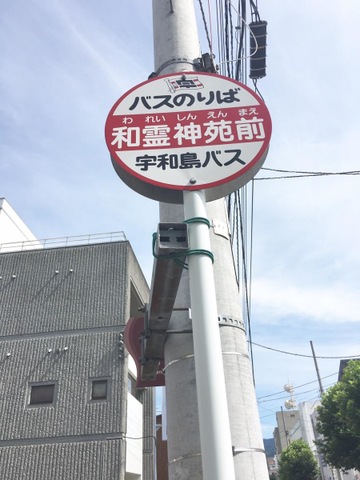 バスのりば
われいしんえんまえ
和霊神苑前
宇和島バス